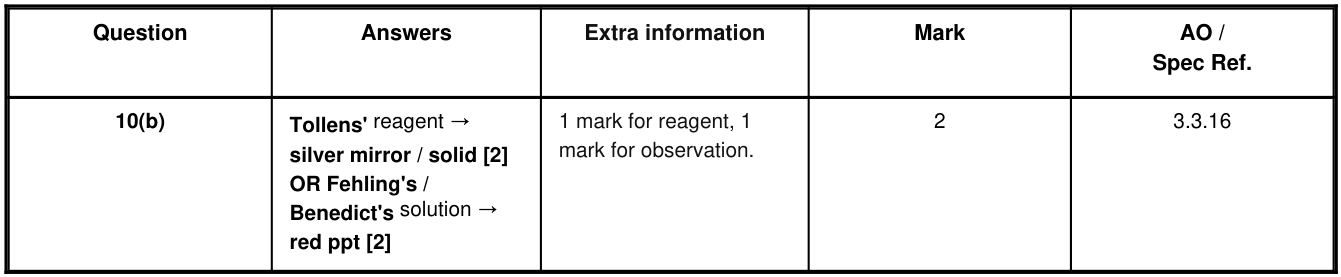 Question Answers Extra information Mark AO /
Spec Ref.
10(b) Tollens' reagent → 1 mark for reagent, 1 2 3.3.16
silver mirror / solid [2] mark for observation.
OR Fehling's /
Benedict's solution →
red ppt [2]